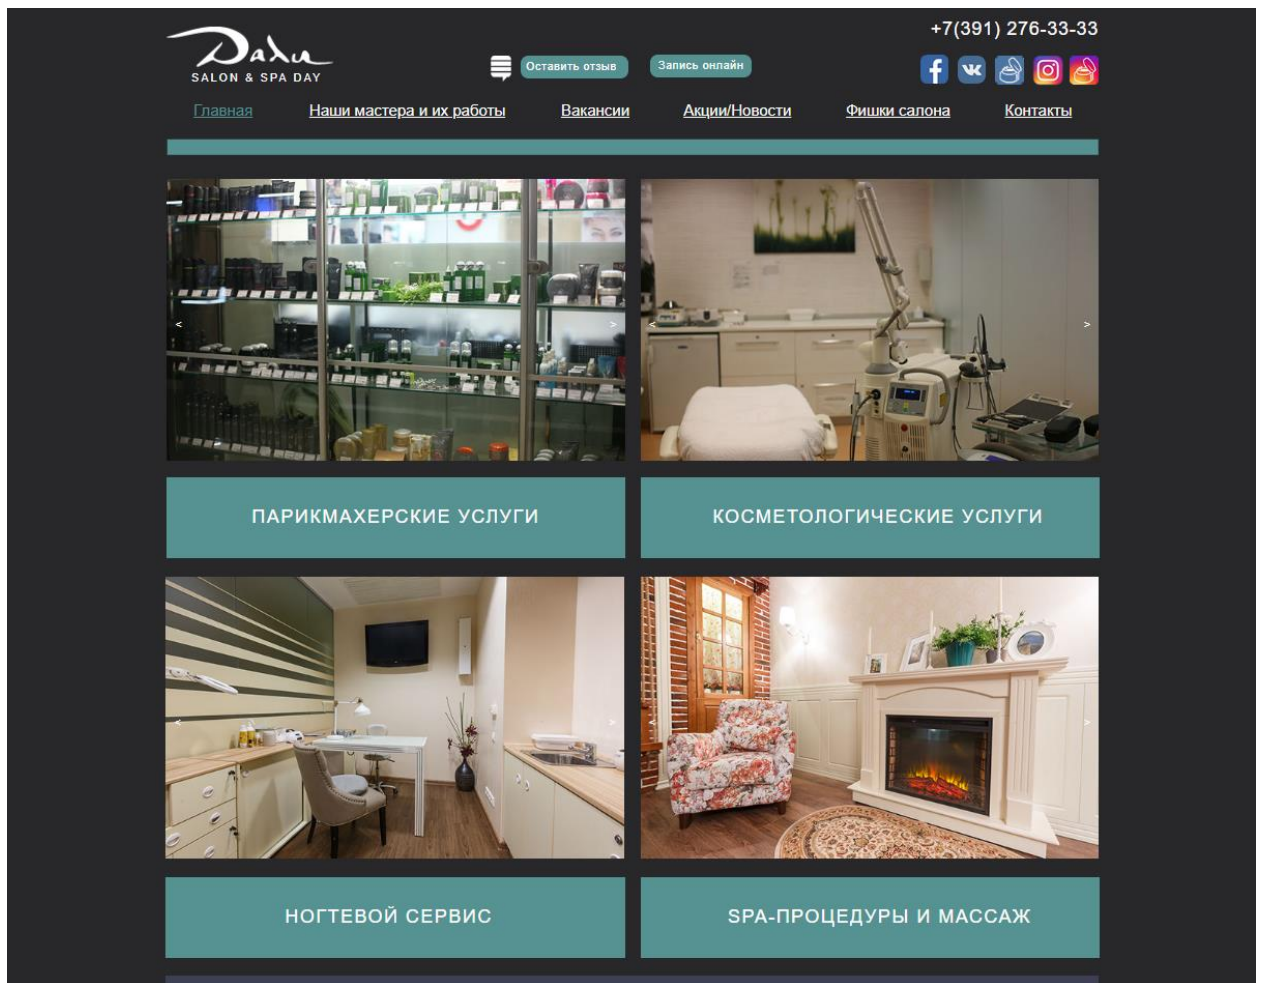 +7(391) 276-33-33
Дали
SALON & SPA DAY
Оставить отзыв
Запись онлайн
Главная
Наши мастера и их работы
Вакансии
Акции/Новости
Фишки салона
Контакты
< >
< >
ПАРИКМАХЕРСКИЕ УСЛУГИ
КОСМЕТОЛОГИЧЕСКИЕ УСЛУГИ
< >
< >
НОГТЕВОЙ СЕРВИС
SPA-ПРОЦЕДУРЫ И МАССАЖ